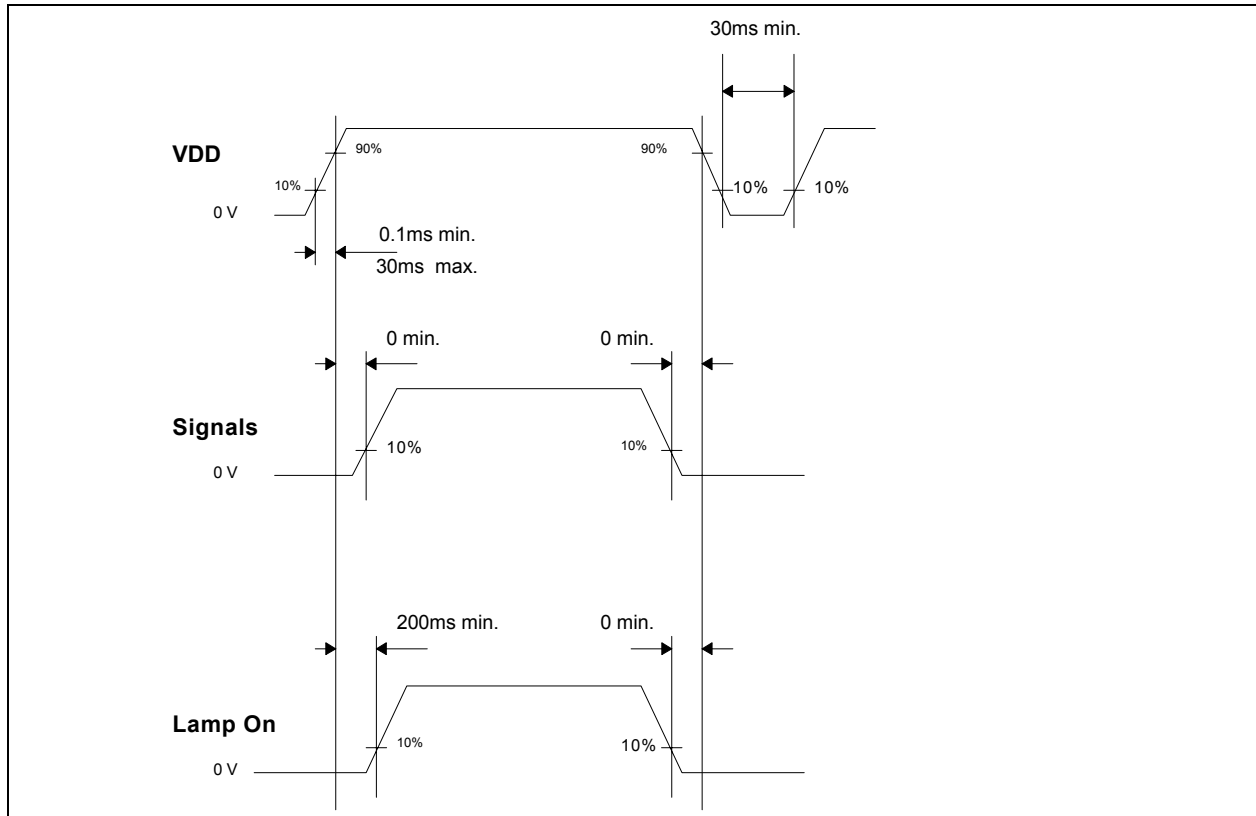 30ms min.
VDD
90%
90%
10%
10%
10%
0 V
0.1ms min.
30ms max.
0 min.
0 min.
Signals
10%
10%
0 V
200ms min.
0 min.
Lamp On
10%
10%
0 V